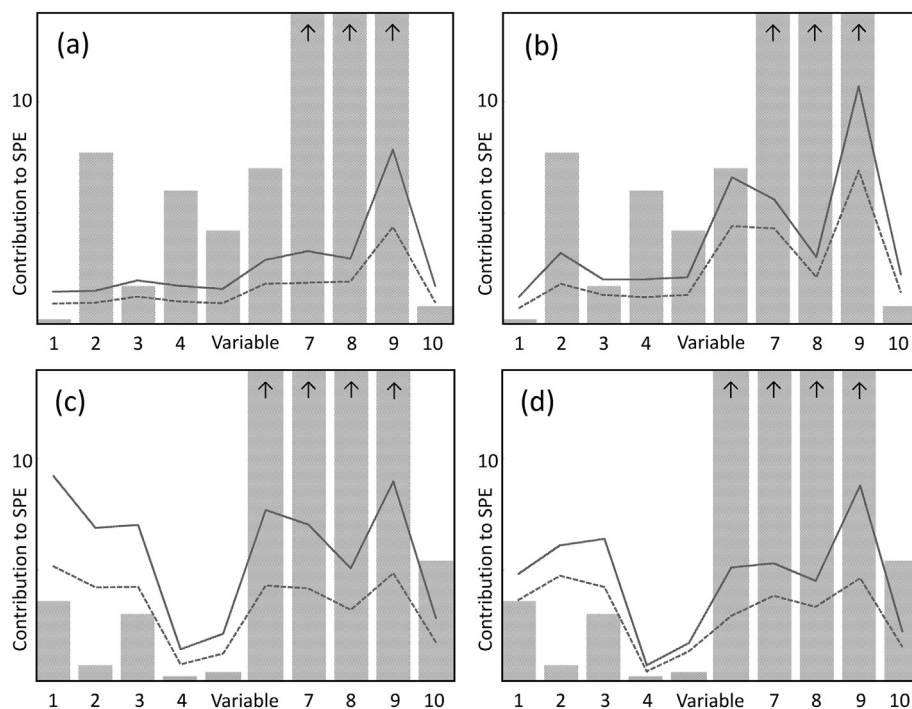 (a)
10
Contribution to SPE
1 2 3 4 Variable 7 8 9 10
(b)
10
Contribution to SPE
1 2 3 4 Variable 7 8 9 10
(c)
10
Contribution to SPE
1 2 3 4 Variable 7 8 9 10
(d)
10
Contribution to SPE
1 2 3 4 Variable 7 8 9 10